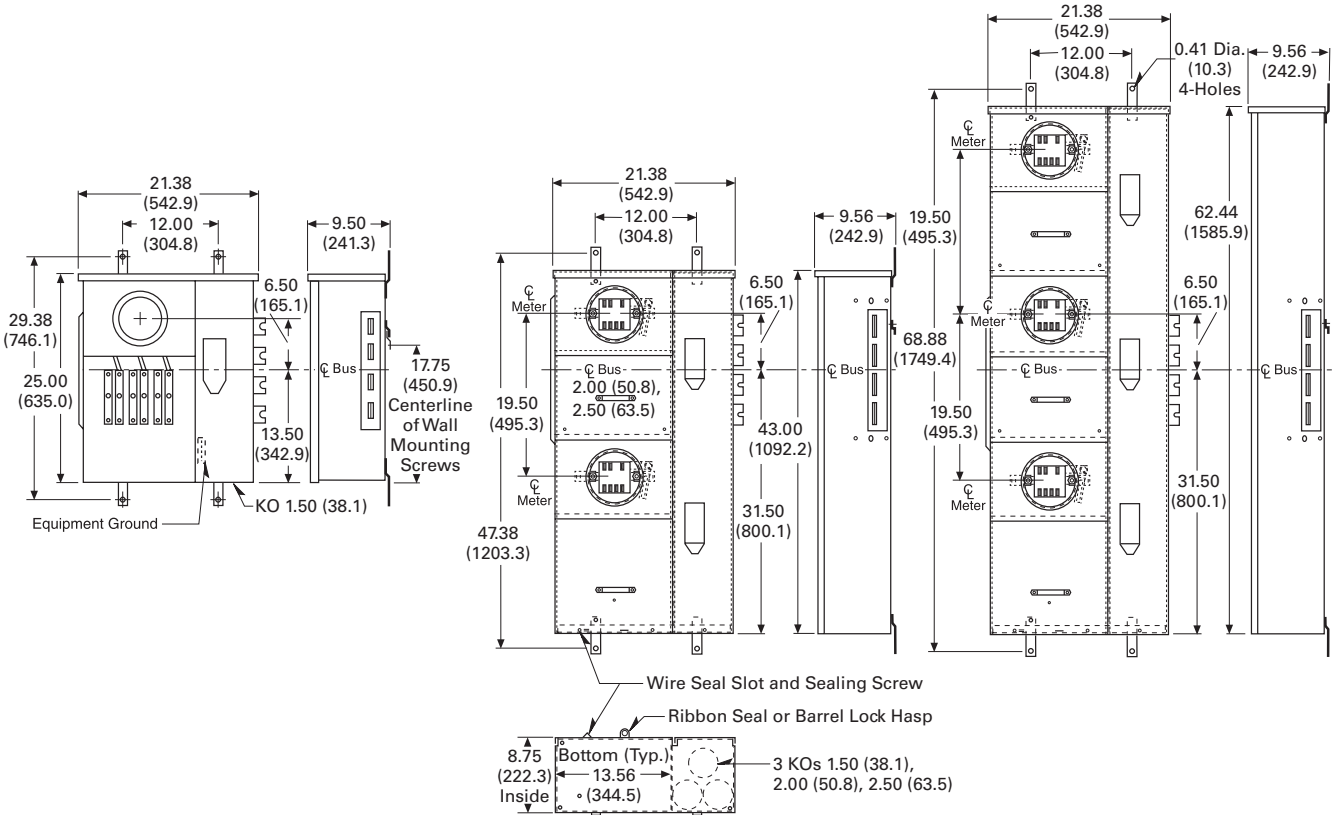 21.38
(542.9)
12.00
(304.8)
9.50
(241.3)
6.50
(165.1)
29.38
(746.1)
25.00
(635.0)
℄ Bus
17.75
(450.9)
Centerline
of Wall
Mounting
Screws
13.50
(342.9)
KO 1.50 (38.1)
Equipment Ground
21.38
(542.9)
12.00
(304.8)
9.56
(242.9)
6.50
(165.1)
℄
Meter
℄ Bus
2.00 (50.8),
2.50 (63.5)
℄ Bus
19.50
(495.3)
43.00
(1092.2)
℄
Meter
31.50
(800.1)
47.38
(1203.3)
21.38
(542.9)
12.00
(304.8)
0.41 Dia.
(10.3)
4-Holes
9.56
(242.9)
℄
Meter
19.50
(495.3)
62.44
(1585.9)
6.50
(165.1)
℄
Meter
68.88
(1749.4)
℄ Bus
19.50
(495.3)
℄
Meter
31.50
(800.1)
Wire Seal Slot and Sealing Screw
Ribbon Seal or Barrel Lock Hasp
8.75
(222.3)
Inside
Bottom (Typ.)
13.56
(344.5)
3 KOs 1.50 (38.1),
2.00 (50.8), 2.50 (63.5)